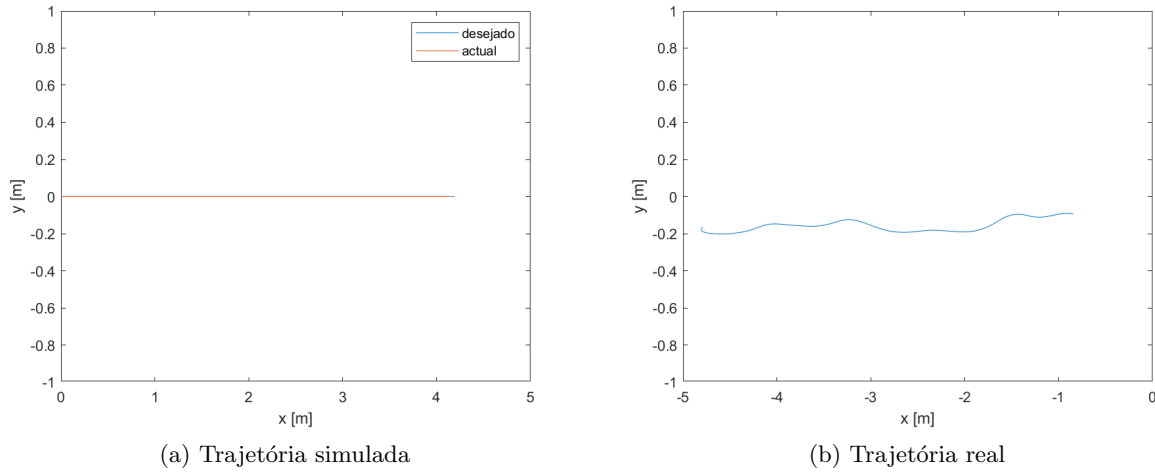 1
0.8
0.6
0.4
0.2
0
-0.2
-0.4
-0.6
-0.8
-1
y [m]
0 1 2 3 4 5
x [m]
desejado
actual
(a) Trajetória simulada
1
0.8
0.6
0.4
0.2
0
-0.2
-0.4
-0.6
-0.8
-1
y [m]
-5 -4 -3 -2 -1 0
x [m]
(b) Trajetória real